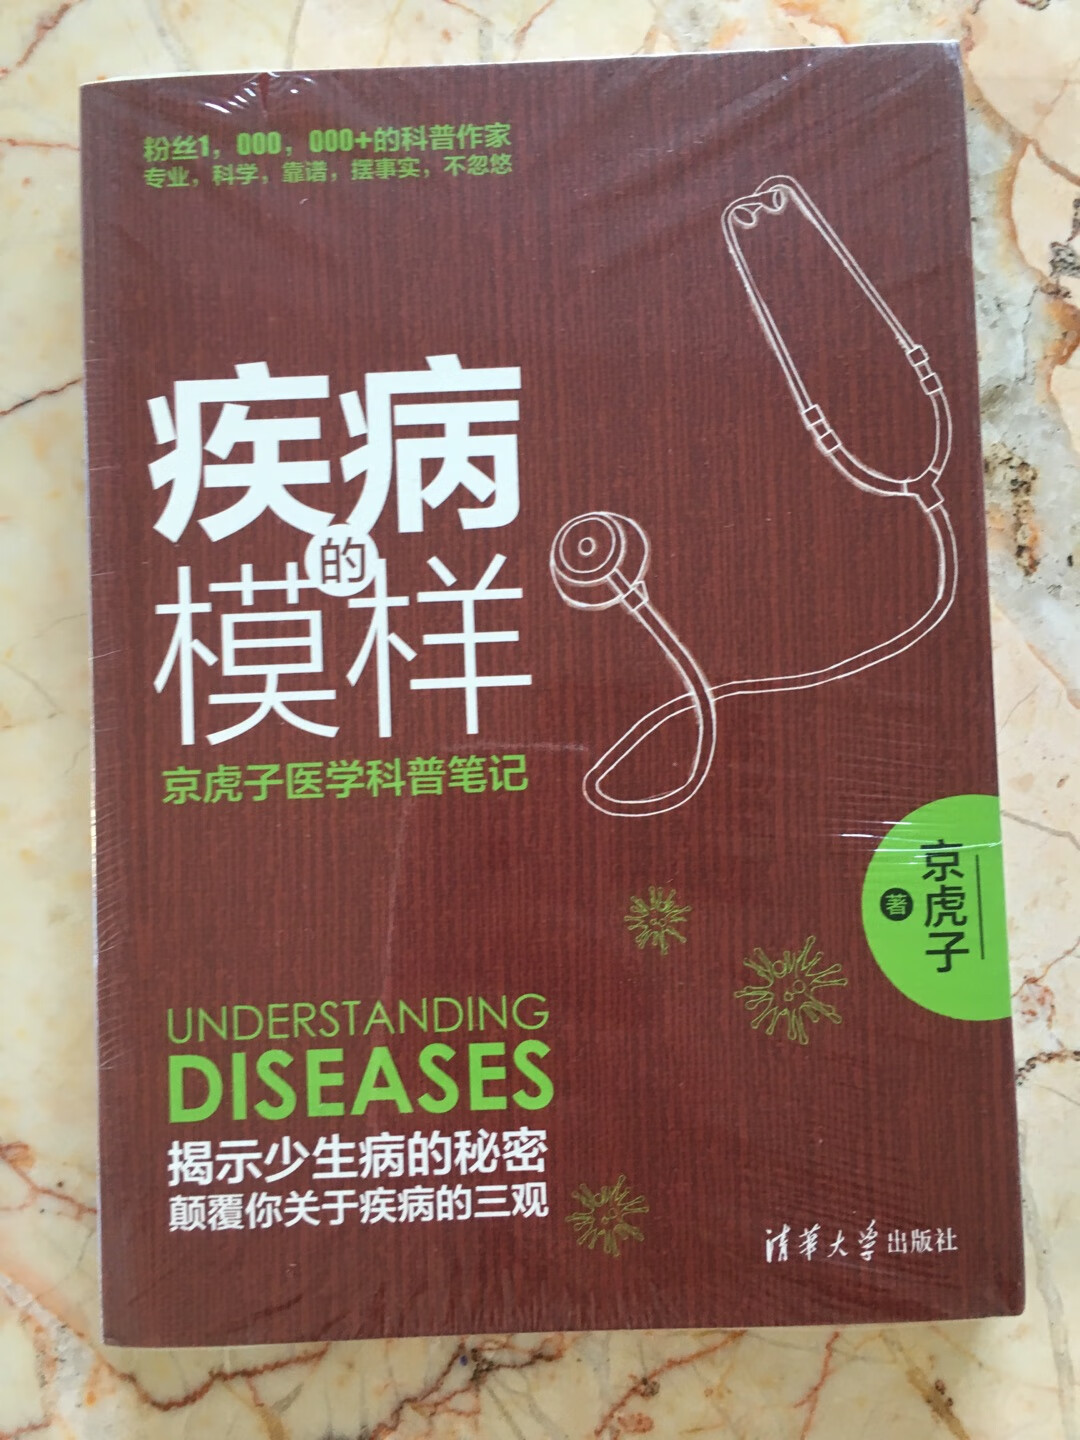 粉丝1，000，000+的科普作家
专业，科学，靠谱，摆事实，不忽悠
疾病
的
模样
京虎子医学科普笔记
京虎子
著
UNDERSTANDING
DISEASES
揭示少生病的秘密
颠覆你关于疾病的三观
清华大学出版社